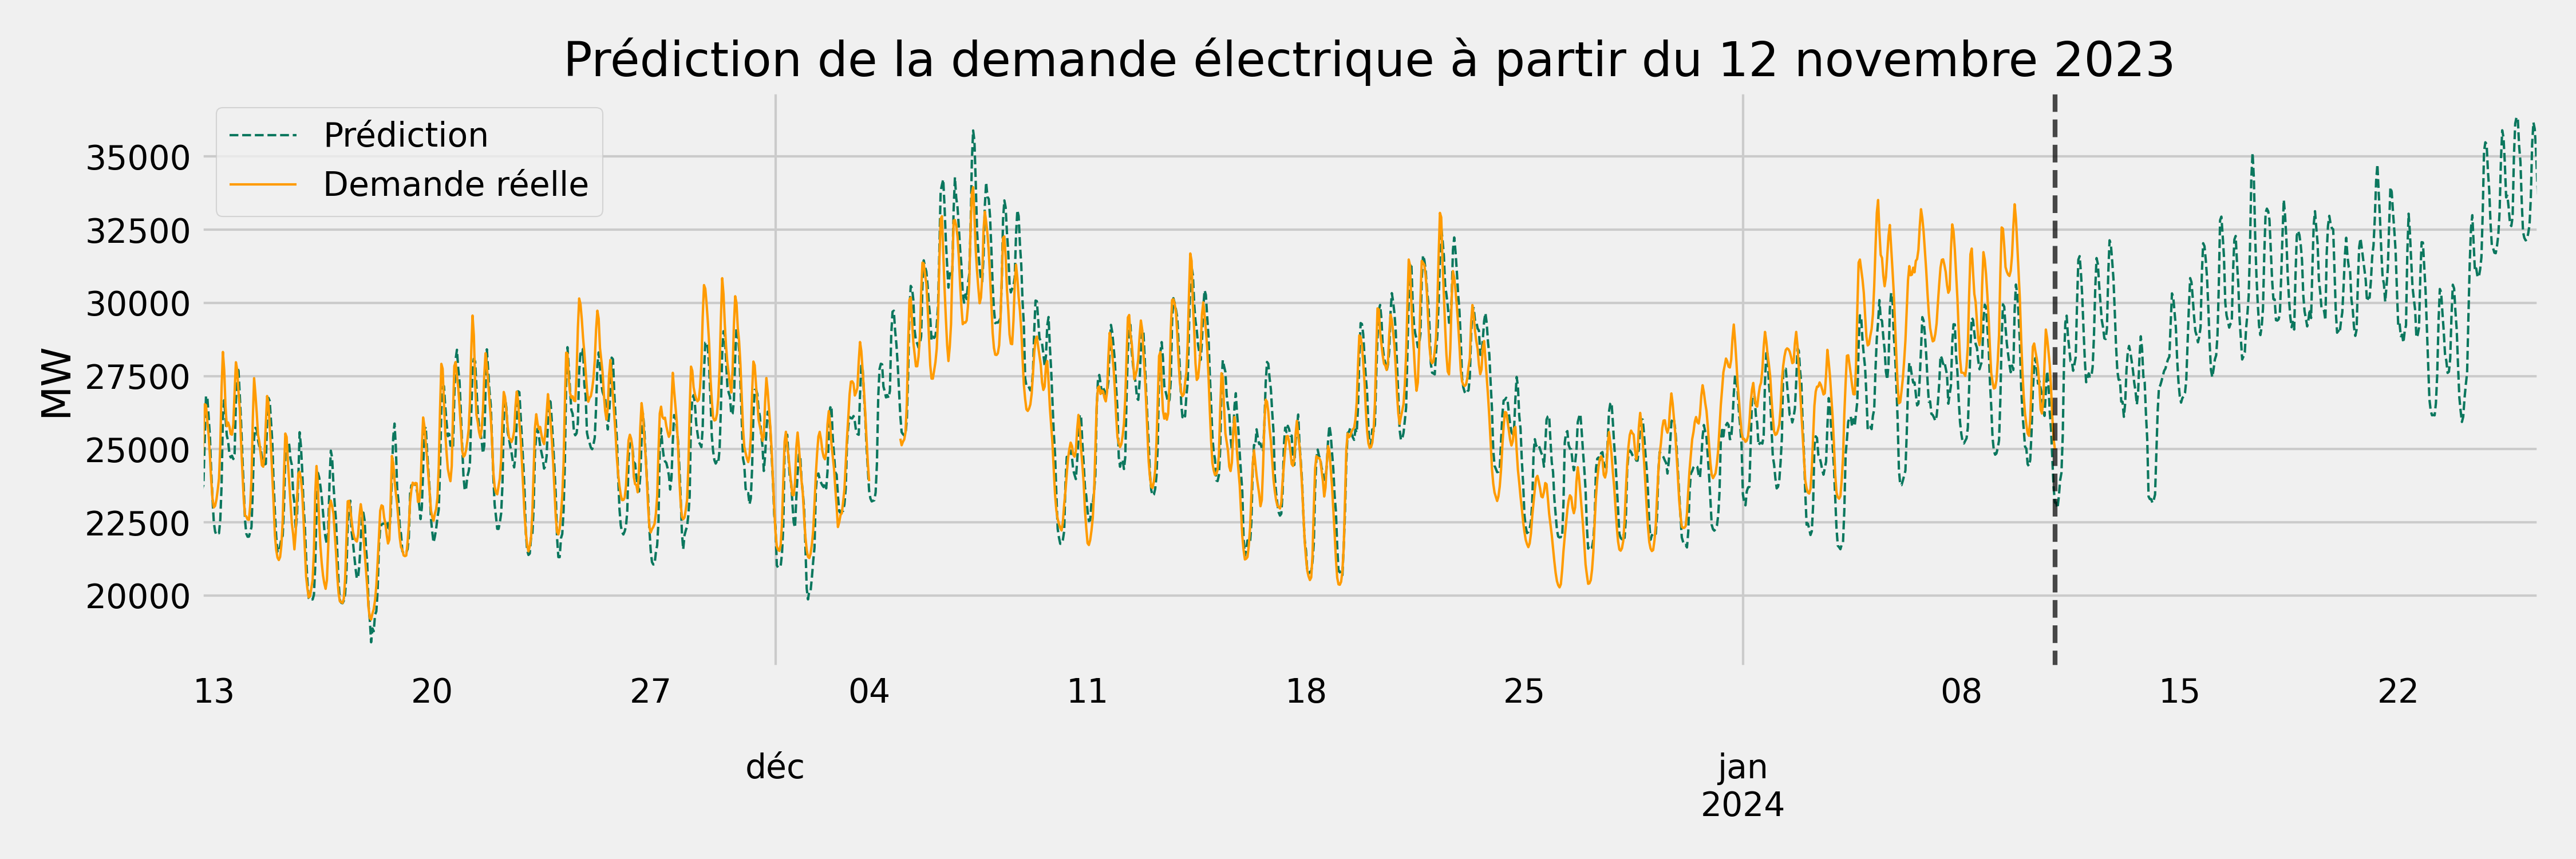 Prédiction de la demande électrique à partir du 12 novembre 2023
Prédiction
Demande réelle
MW
35000
32500
30000
27500
25000
22500
20000
13 20 27 04 11 18 25 08 15 22
déc jan
2024